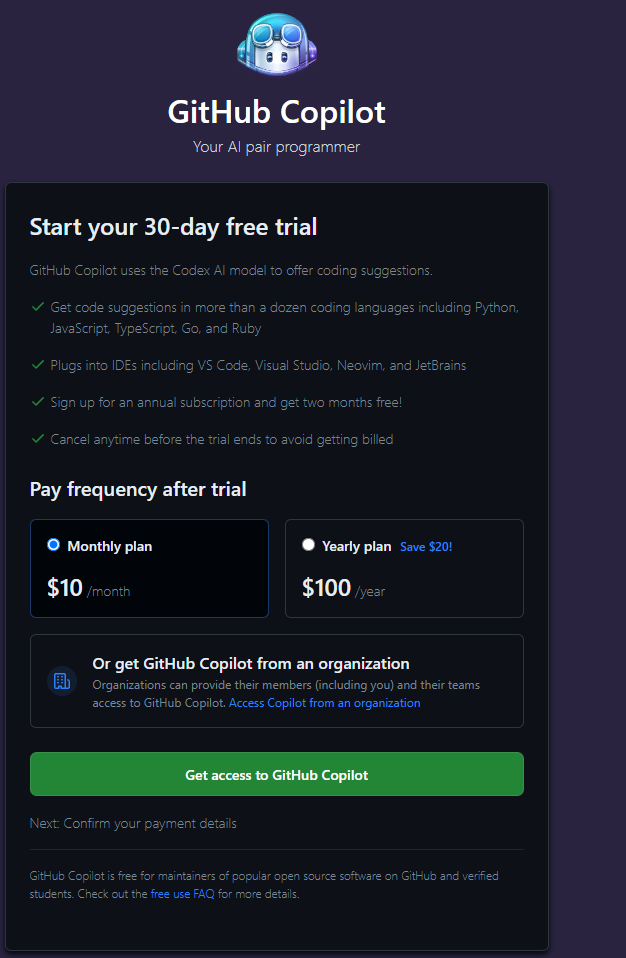 GitHub Copilot
Your AI pair programmer
Start your 30-day free trial
GitHub Copilot uses the Codex AI model to offer coding suggestions.
Get code suggestions in more than a dozen coding languages including Python,
JavaScript, TypeScript, Go, and Ruby
Plugs into IDEs including VS Code, Visual Studio, Neovim, and JetBrains
Sign up for an annual subscription and get two months free!
Cancel anytime before the trial ends to avoid getting billed
Pay frequency after trial
Monthly plan
$10 /month
Yearly plan Save $20!
$100 /year
Or get GitHub Copilot from an organization
Organizations can provide their members (including you) and their teams
access to GitHub Copilot. Access Copilot from an organization
Get access to GitHub Copilot
Next: Confirm your payment details
GitHub Copilot is free for maintainers of popular open source software on GitHub and verified
students. Check out the free use FAQ for more details.